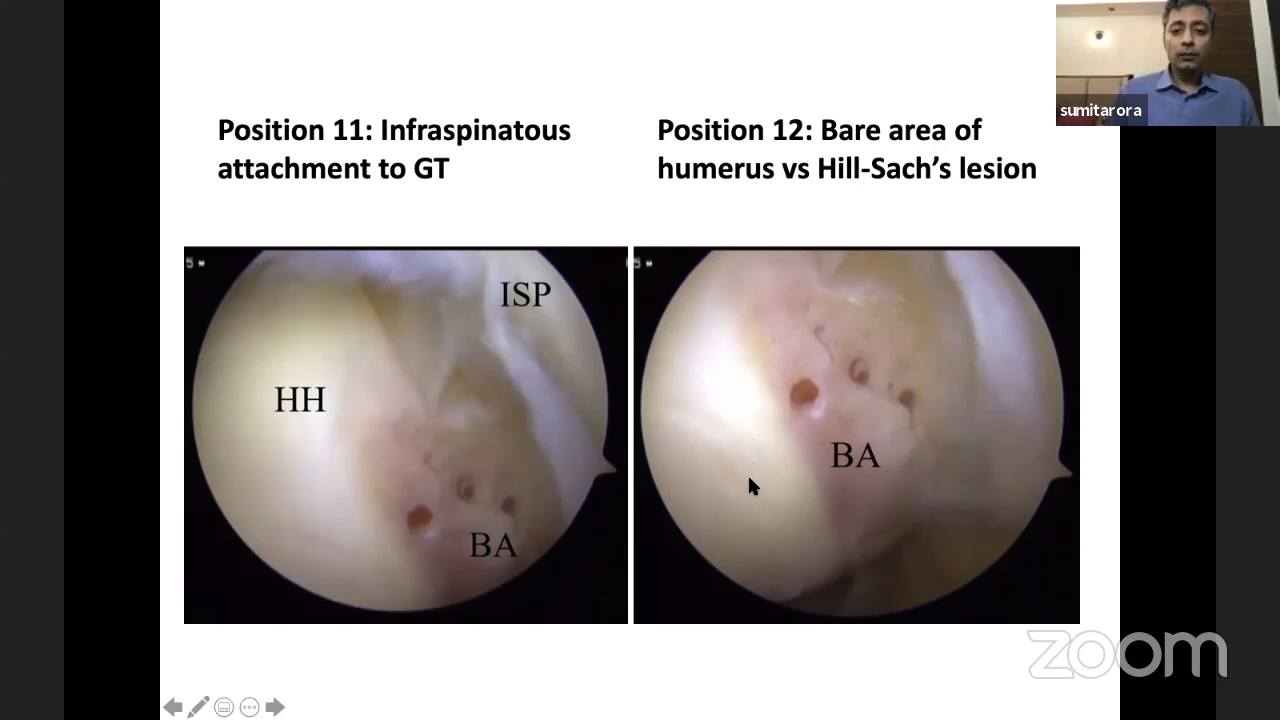 sumitarora
Position 11: Infraspinatous
attachment to GT
Position 12: Bare area of
humerus vs Hill-Sach’s lesion
ISP
HH
BA
BA
zoom